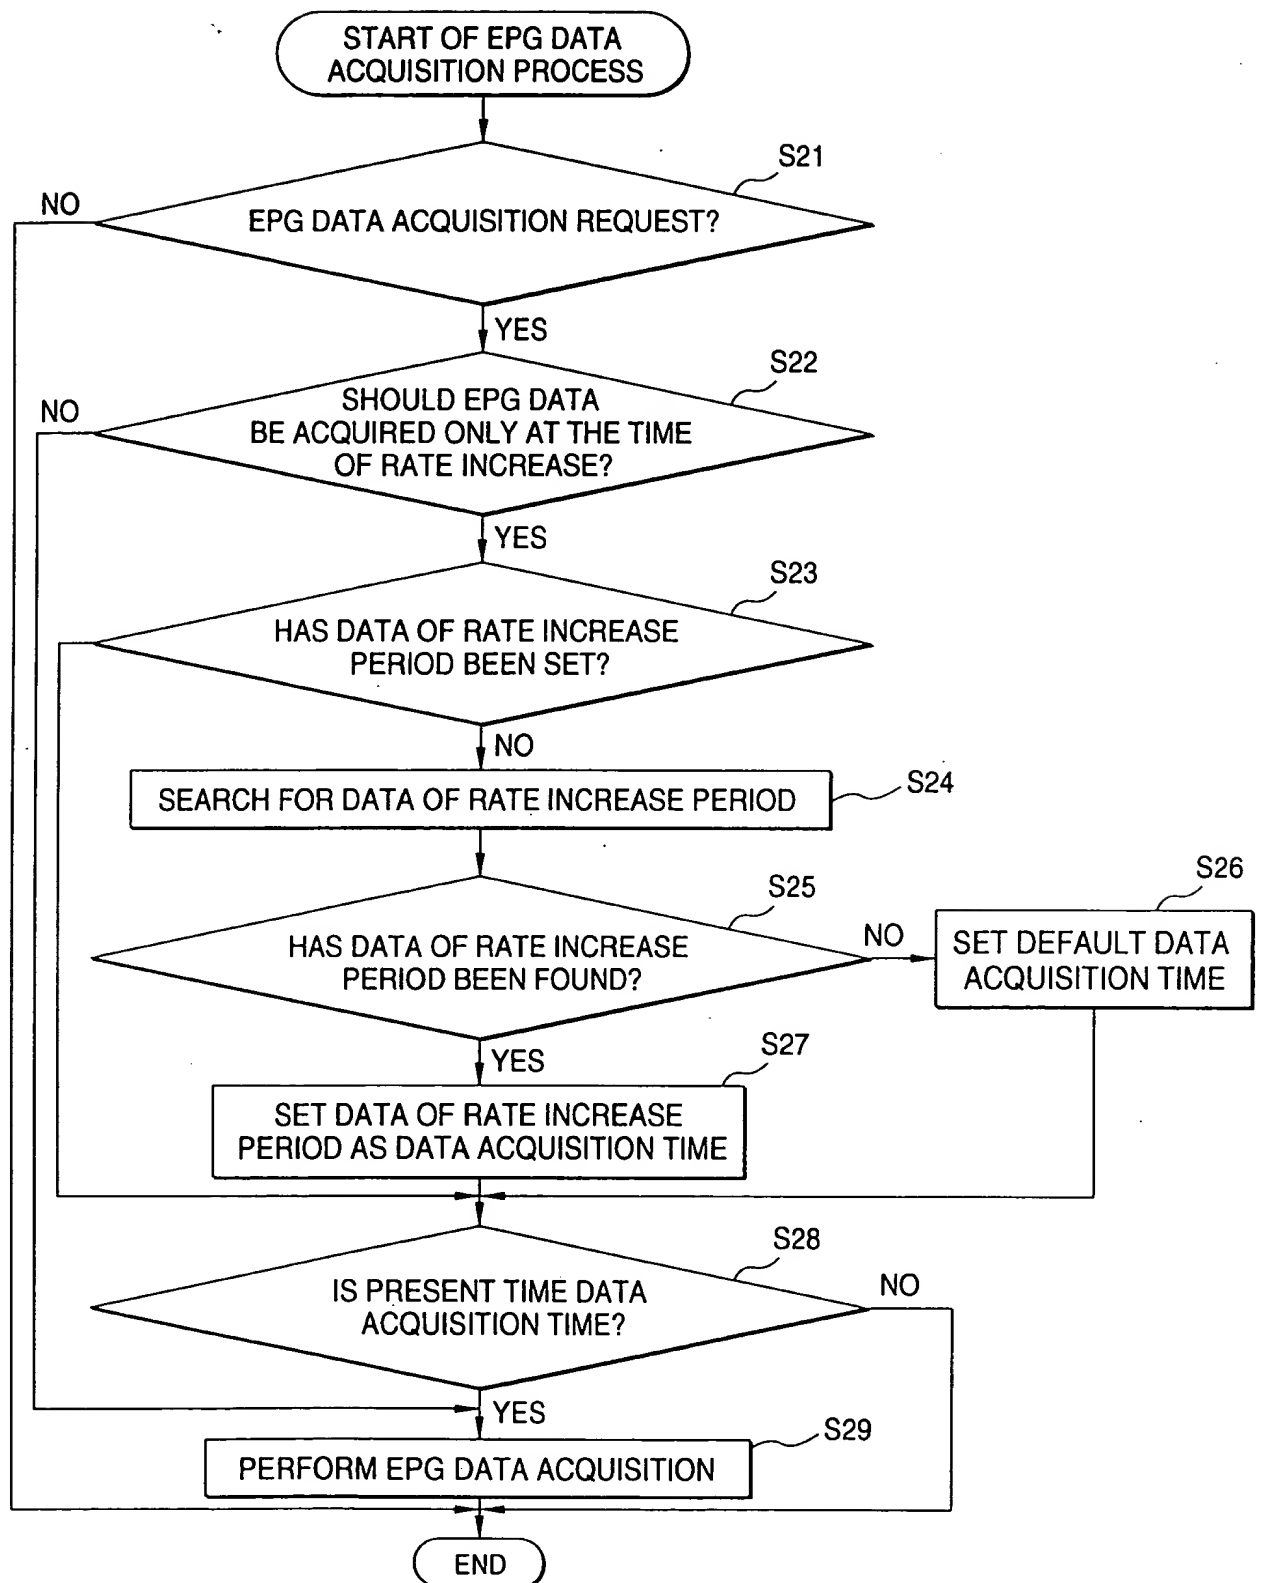 START OF EPG DATA
ACQUISITION PROCESS
S21
NO
EPG DATA ACQUISITION REQUEST?
YES
S22
NO
SHOULD EPG DATA
BE ACQUIRED ONLY AT THE TIME
OF RATE INCREASE?
YES
S23
HAS DATA OF RATE INCREASE
PERIOD BEEN SET?
NO
S24
SEARCH FOR DATA OF RATE INCREASE PERIOD
S25
HAS DATA OF RATE INCREASE
PERIOD BEEN FOUND?
NO
S26
SET DEFAULT DATA
ACQUISITION TIME
YES
S27
SET DATA OF RATE INCREASE
PERIOD AS DATA ACQUISITION TIME
S28
IS PRESENT TIME DATA
ACQUISITION TIME?
NO
YES
S29
PERFORM EPG DATA ACQUISITION
END